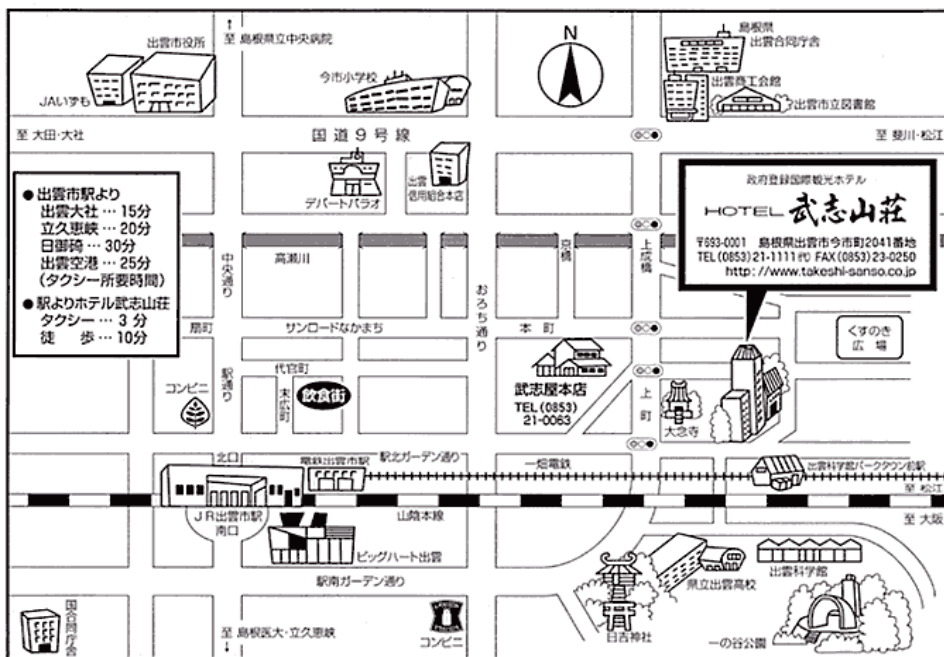 ↑
至 島根県立中央病院
出雲市役所
JAいずも
今市小学校
N
島根県
出雲合同庁舎
出雲商工会館
出雲市立図書館
至 大田・大社
国道9号線
至 斐川・松江
デパートパラオ
出雲
信用組合本店
● 出雲市駅より
出雲大社 … 15分
立久恵峡 … 20分
日御碕 … 30分
出雲空港 … 25分
(タクシー所要時間)
● 駅よりホテル武志山荘
タクシー … 3 分
徒 歩 … 10分
政府登録国際観光ホテル
HOTEL 武志山荘
〒693-0001 島根県出雲市今市町2041番地
TEL(0853)21-1111㈹ FAX(0853)23-0250
http://www.takeshi-sanso.co.jp
中央通り
高瀬川
京橋
上成橋
おろち通り
扇町
サンロードなかまち
本町
くすのき
広場
代官町
駅通り
コンビニ
末広町
飲食街
武志屋本店
TEL(0853)
21-0063
上町
大念寺
北口
電鉄出雲市駅
駅北ガーデン通り
一畑電鉄
出雲科学館パークタウン前駅
至 松江
JR出雲市駅
南口
山陰本線
至 大阪
ビッグハート出雲
駅南ガーデン通り
県立出雲高校
出雲科学館
国合同庁舎
至 島根医大・立久恵峡
↓
コンビニ
日吉神社
一の谷公園